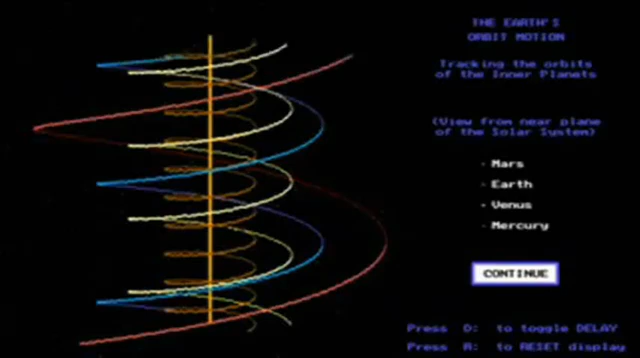 THE EARTH'S
ORBIT MOTION
Tracking the orbits
of the Inner Planets
(View from near plane
of the Solar System)
- Mars
- Earth
- Venus
- Mercury
CONTINUE
Press D: to toggle DELAY
Press R: to RESET display